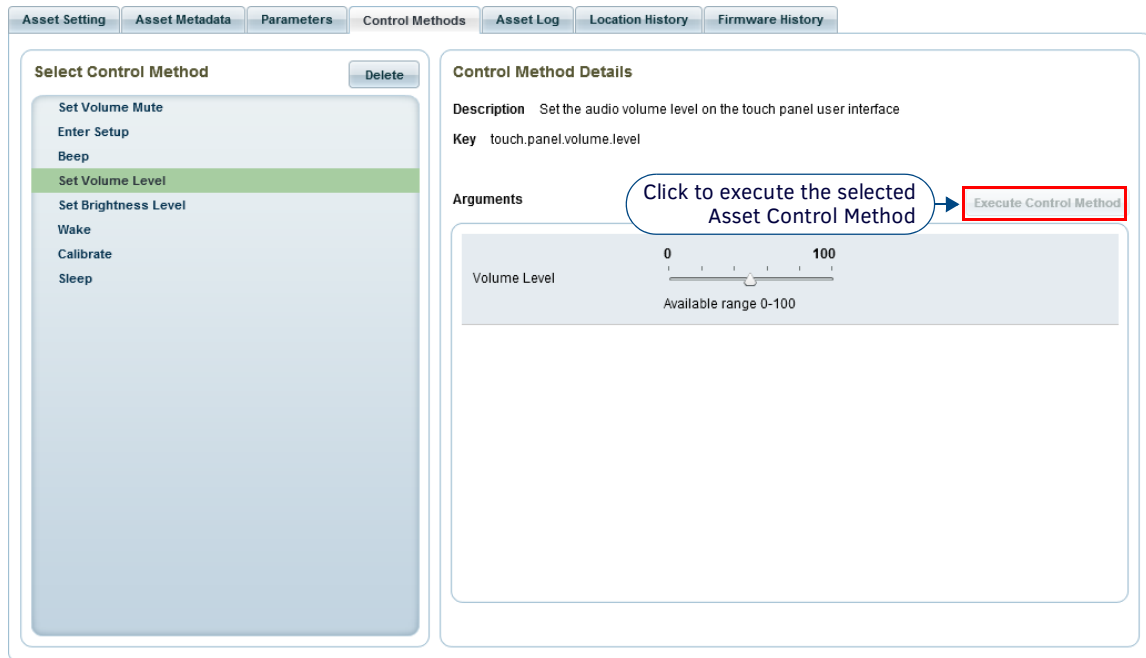 Asset Setting Asset Metadata Parameters Control Methods Asset Log Location History Firmware History
Select Control Method
Delete
Set Volume Mute
Enter Setup
Beep
Set Volume Level
Set Brightness Level
Wake
Calibrate
Sleep
Control Method Details
Description Set the audio volume level on the touch panel user interface
Key touch.panel.volume.level
Arguments
Click to execute the selected
Asset Control Method
Execute Control Method
0 100
Volume Level
Available range 0-100